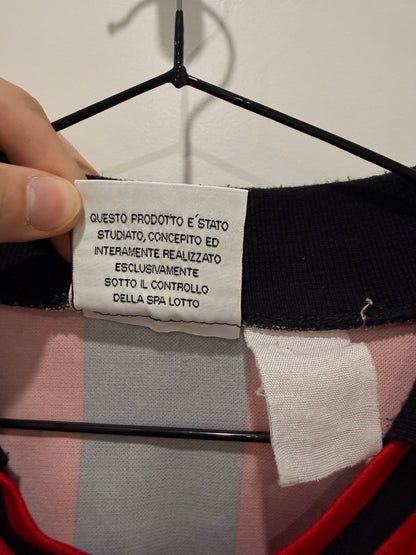 QUESTO PRODOTTO E´STATO
STUDIATO, CONCEPITO ED
INTERAMENTE REALIZZATO
ESCLUSIVAMENTE
SOTTO IL CONTROLLO
DELLA SPA LOTTO